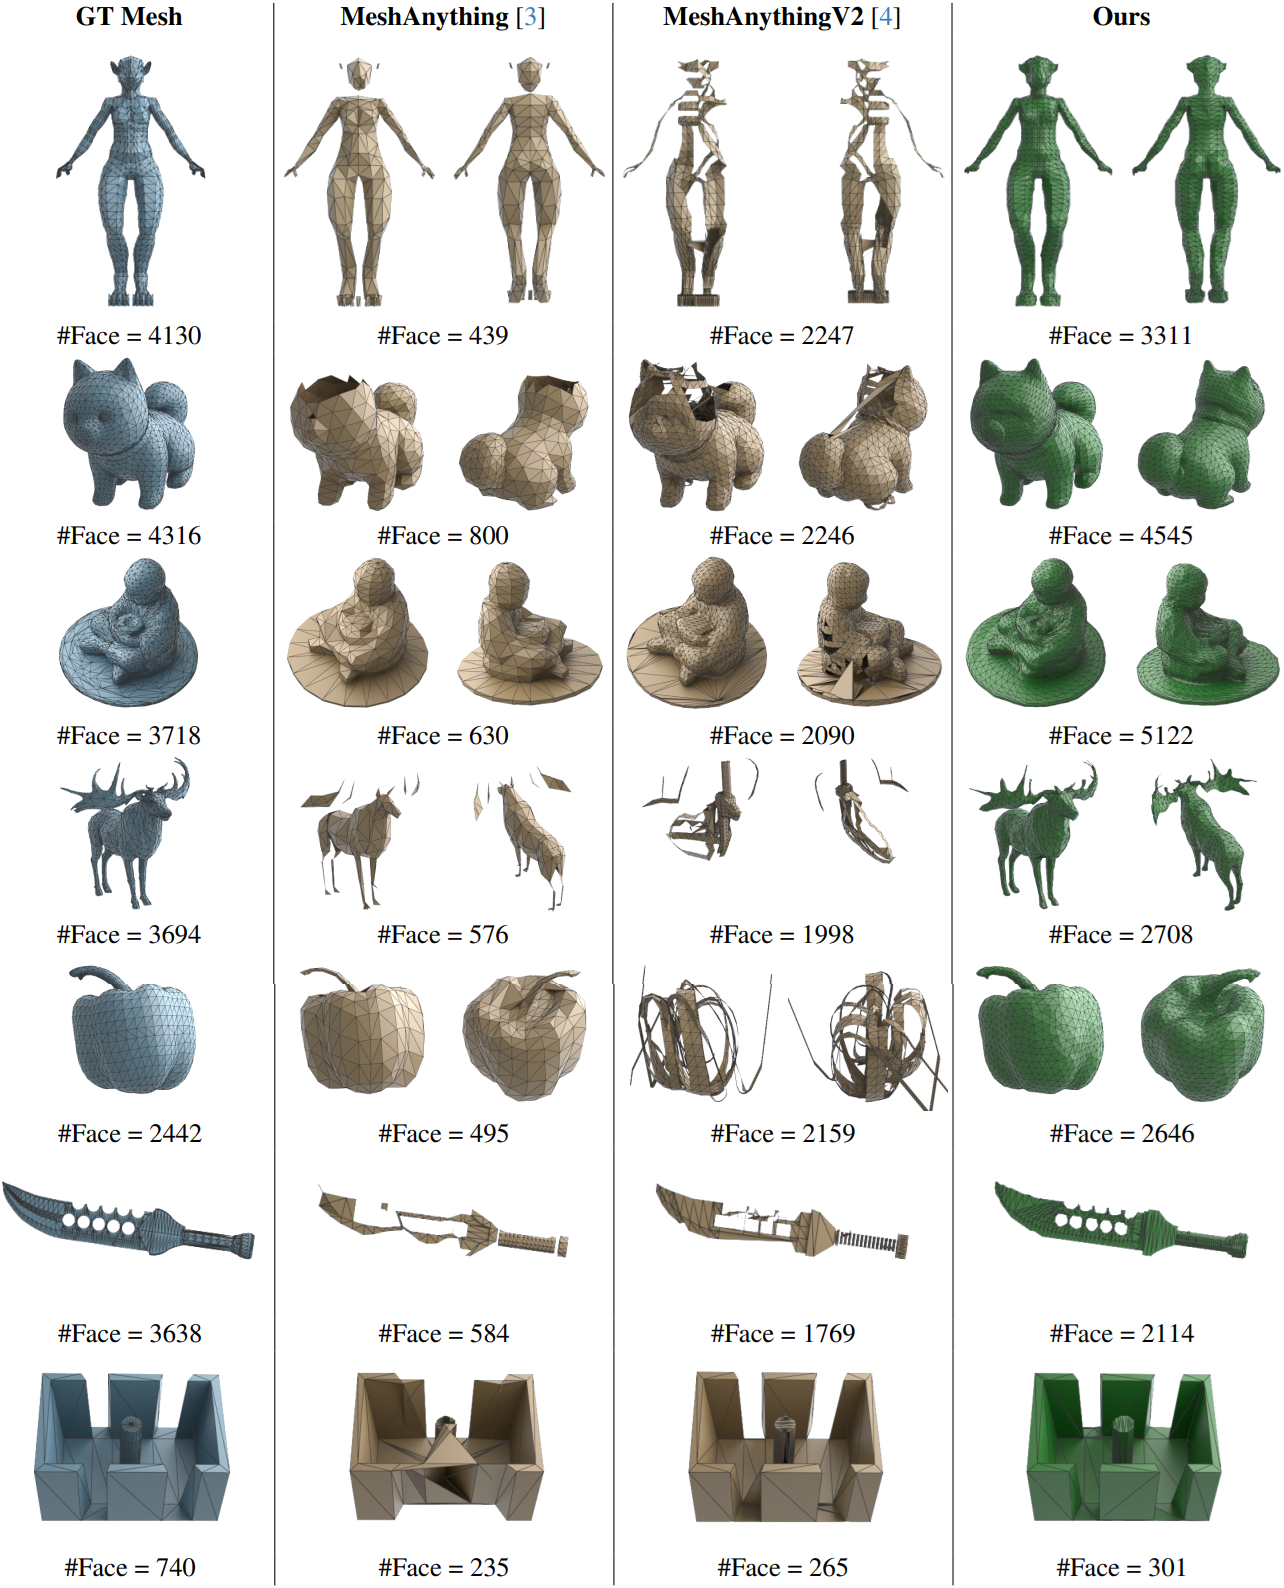 GT Mesh MeshAnything [3] MeshAnythingV2 [4] Ours
#Face = 4130 #Face = 439 #Face = 2247 #Face = 3311
#Face = 4316 #Face = 800 #Face = 2246 #Face = 4545
#Face = 3718 #Face = 630 #Face = 2090 #Face = 5122
#Face = 3694 #Face = 576 #Face = 1998 #Face = 2708
#Face = 2442 #Face = 495 #Face = 2159 #Face = 2646
#Face = 3638 #Face = 584 #Face = 1769 #Face = 2114
#Face = 740 #Face = 235 #Face = 265 #Face = 301